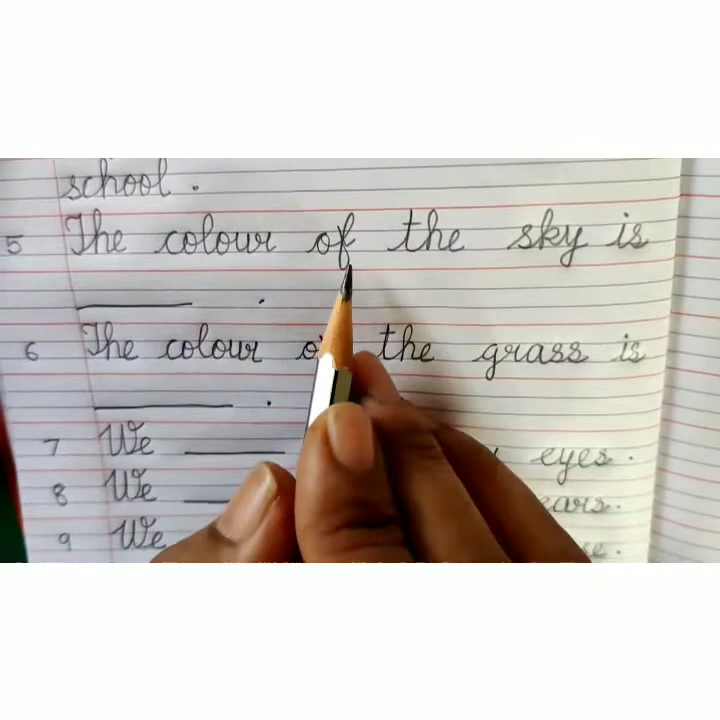 school .
5 The colour of the sky is
______ .
6 The colour the grass is
______ .
7 We ______ eyes .
8 We ______ ears.
9 We